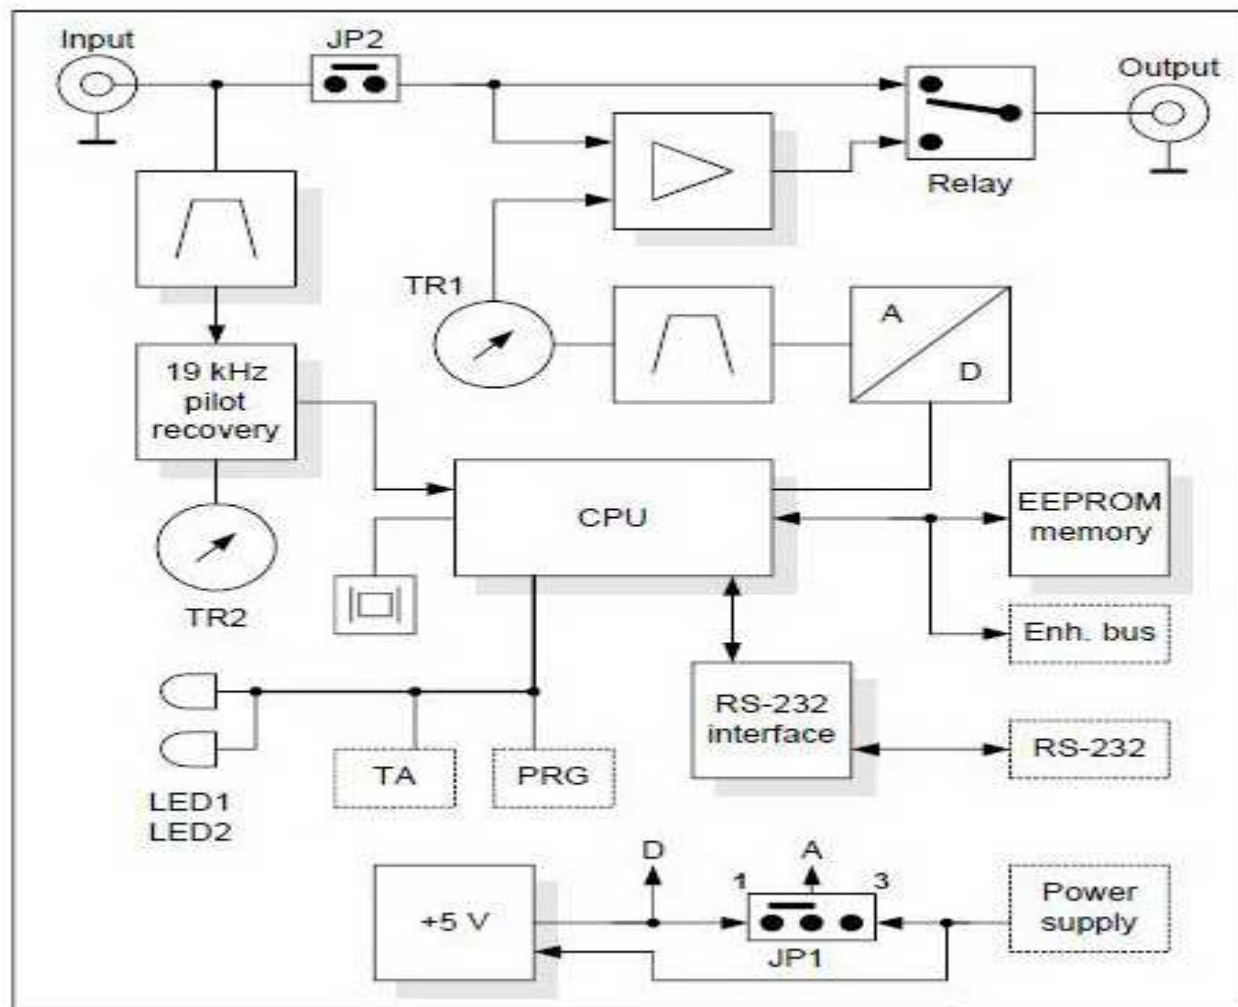 Input
JP2
Output
Relay
TR1
A
D
19 kHz
pilot
recovery
CPU
EEPROM
memory
TR2
Enh. bus
RS-232
interface
RS-232
TA
PRG
LED1
LED2
D
A
1
3
+5 V
JP1
Power
supply